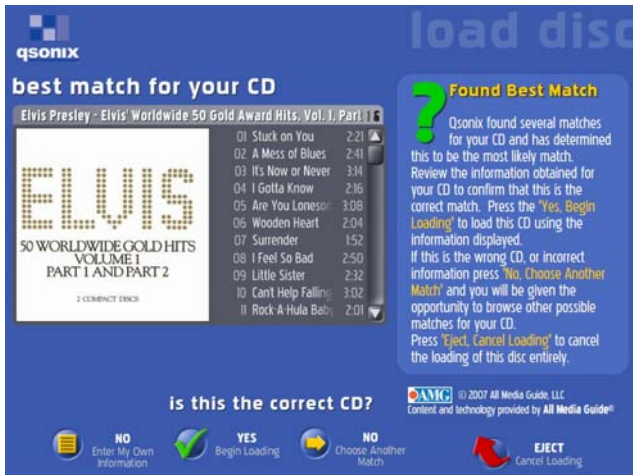 qsonix
load disc
best match for your CD
Elvis Presley - Elvis' Worldwide 50 Gold Award Hits, Vol. 1, Part 1 &
ELVIS
50 WORLDWIDE GOLD HITS
VOLUME 1
PART 1 AND PART 2
2 COMPACT DISCS
01 Stuck on You 2:21
02 A Mess of Blues 2:41
03 It's Now or Never 3:14
04 I Gotta Know 2:16
05 Are You Loneson 3:08
06 Wooden Heart 2:04
07 Surrender 1:52
08 I Feel So Bad 2:50
09 Little Sister 2:32
10 Can't Help Falling 3:02
11 Rock-A-Hula Baby 2:01
?
Found Best Match
Qsonix found several matches
for your CD and has determined
this to be the most likely match.
Review the information obtained for
your CD to confirm that this is the
correct match. Press the 'Yes, Begin
Loading' to load this CD using the
information displayed.
If this is the wrong CD, or incorrect
information press 'No, Choose Another
Match' and you will be given the
opportunity to browse other possible
matches for your CD.
Press 'Eject, Cancel Loading' to cancel
the loading of this disc entirely.
AMG © 2007 All Media Guide, LLC
Content and technology provided by All Media Guide®
is this the correct CD?
NO
Enter My Own
Information
YES
Begin Loading
NO
Choose Another
Match
EJECT
Cancel Loading